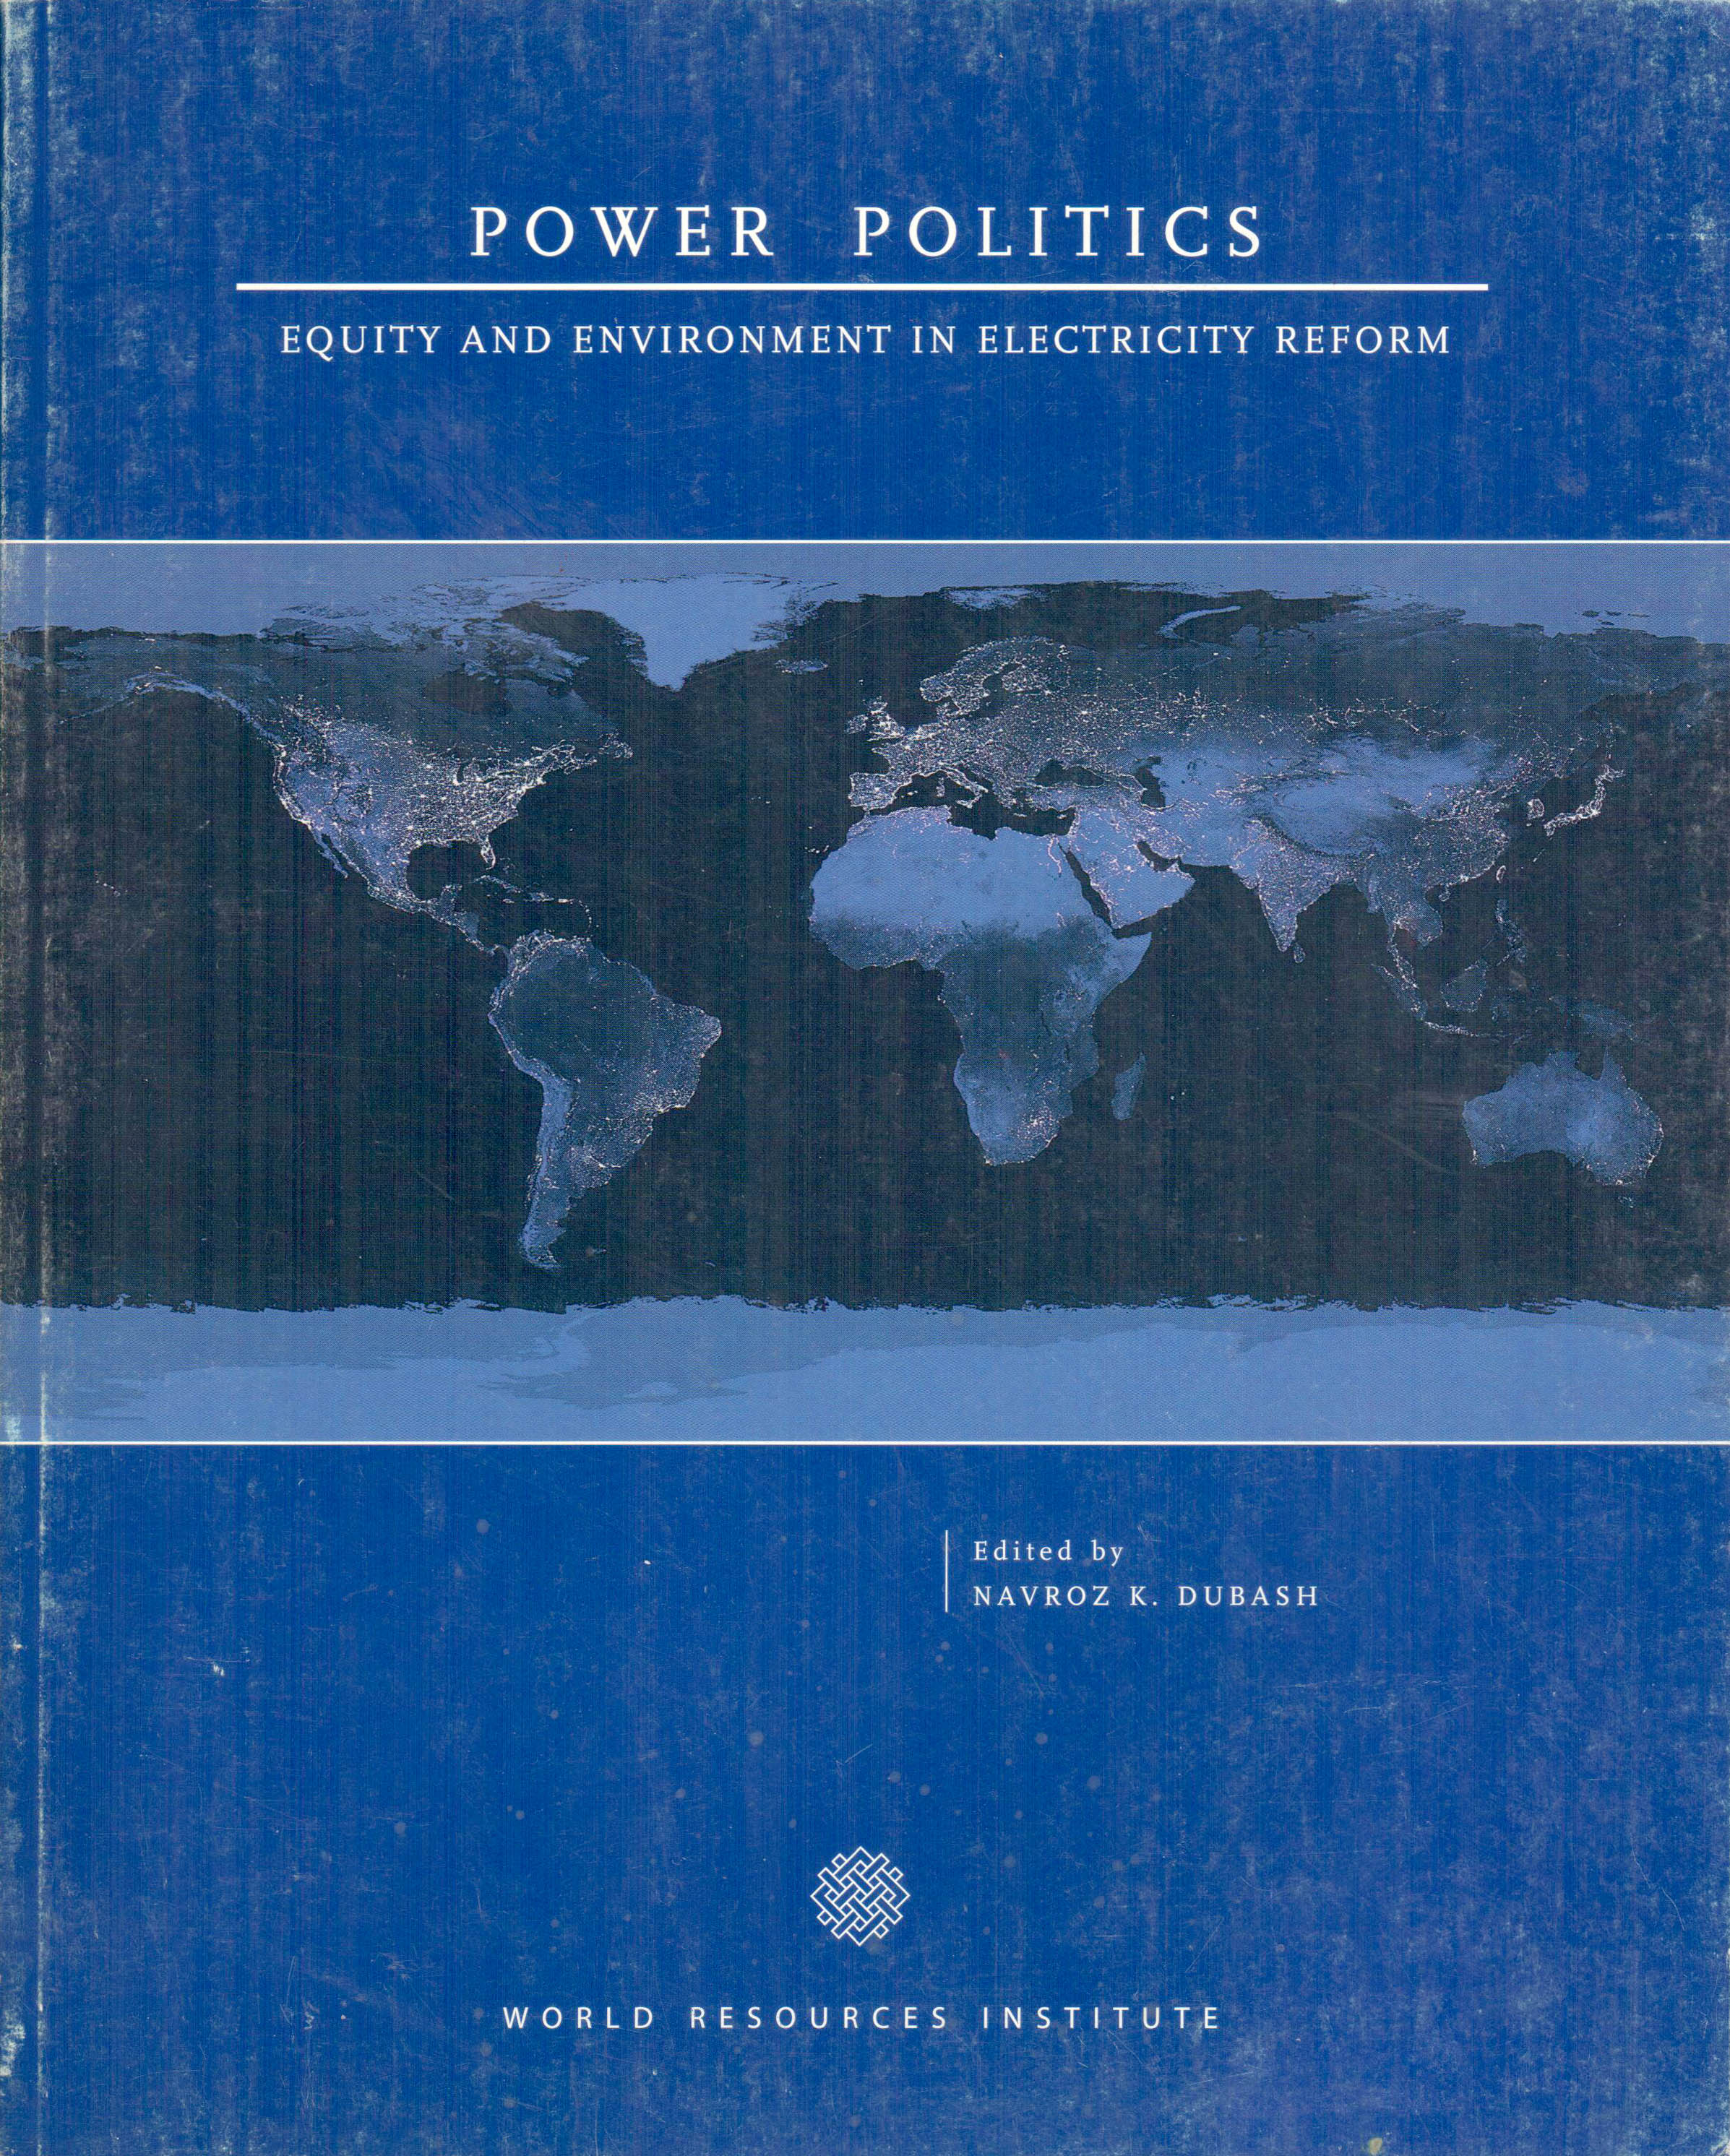 POWER POLITICS
EQUITY AND ENVIRONMENT IN ELECTRICITY REFORM
Edited by
NAVROZ K. DUBASH
WORLD RESOURCES INSTITUTE